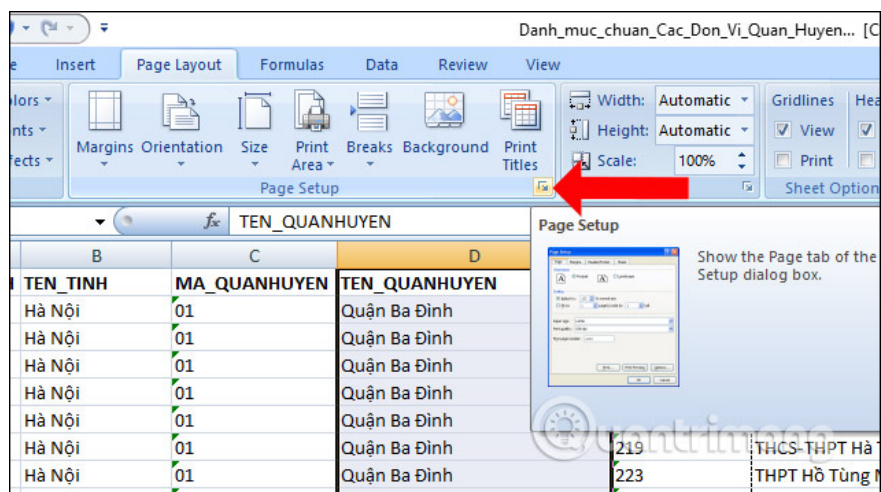 Danh_muc_chuan_Cac_Don_Vi_Quan_Huyen... [C
e Insert Page Layout Formulas Data Review View
olors
nts
fects
Margins Orientation Size Print Area Breaks Background Print Titles
Page Setup
Width: Automatic
Height: Automatic
Scale: 100%
Gridlines Hea
View
Print
Sheet Option
fx TEN_QUANHUYEN
Page Setup
Show the Page tab of the
Setup dialog box.
B C D
TEN_TINH MA_QUANHUYEN TEN_QUANHUYEN
Hà Nội 01 Quận Ba Đình
Hà Nội 01 Quận Ba Đình
Hà Nội 01 Quận Ba Đình
Hà Nội 01 Quận Ba Đình
Hà Nội 01 Quận Ba Đình
Quantrimang
Hà Nội 01 Quận Ba Đình 219 THCS-THPT Hà T
Hà Nội 01 Quận Ba Đình 223 THPT Hồ Tùng M